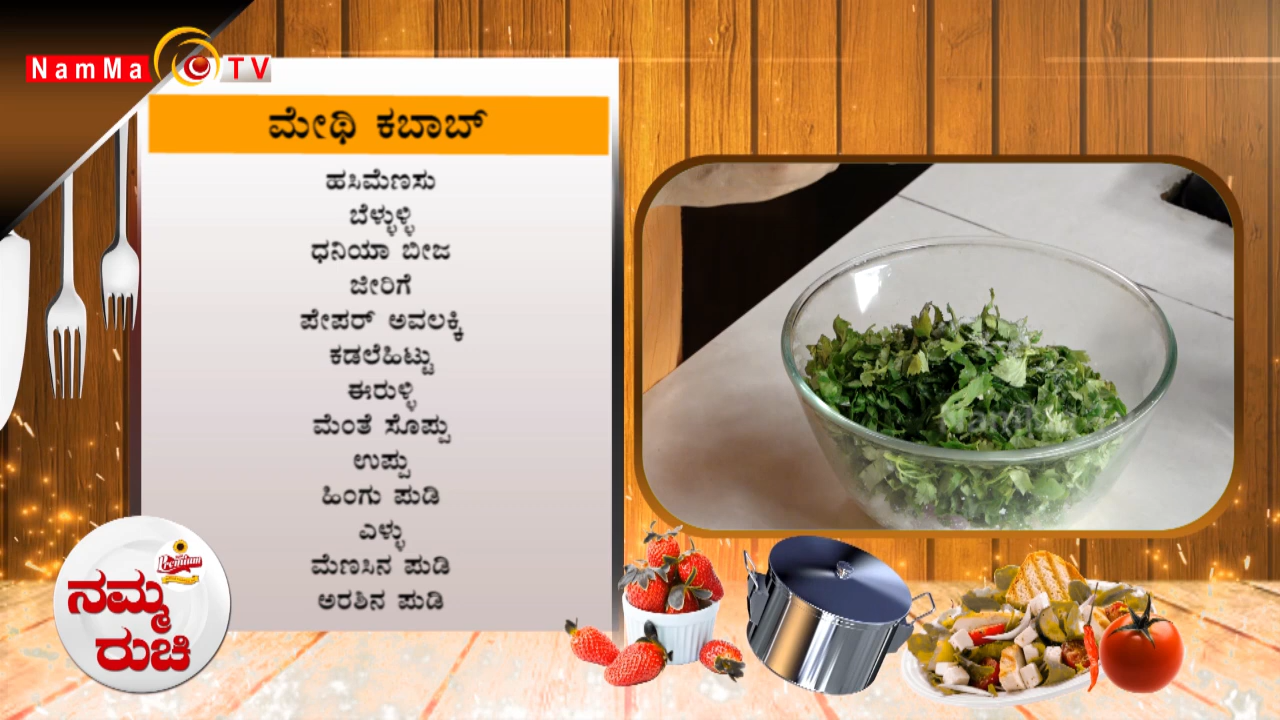 NamMa TV
ಮೇಥಿ ಕಬಾಬ್
ಹಸಿಮೆಣಸು
ಬೆಳ್ಳುಳ್ಳಿ
ಧನಿಯಾ ಬೀಜ
ಜೀರಿಗೆ
ಪೇಪರ್ ಅವಲಕ್ಕಿ
ಕಡಲೆಹಿಟ್ಟು
ಈರುಳ್ಳಿ
ಮೆಂತೆ ಸೊಪ್ಪು
ಉಪ್ಪು
ಹಿಂಗು ಪುಡಿ
ಎಳ್ಳು
ಮೆಣಸಿನ ಪುಡಿ
ಅರಶಿನ ಪುಡಿ
Premium
ನಮ್ಮ
ರುಚಿ